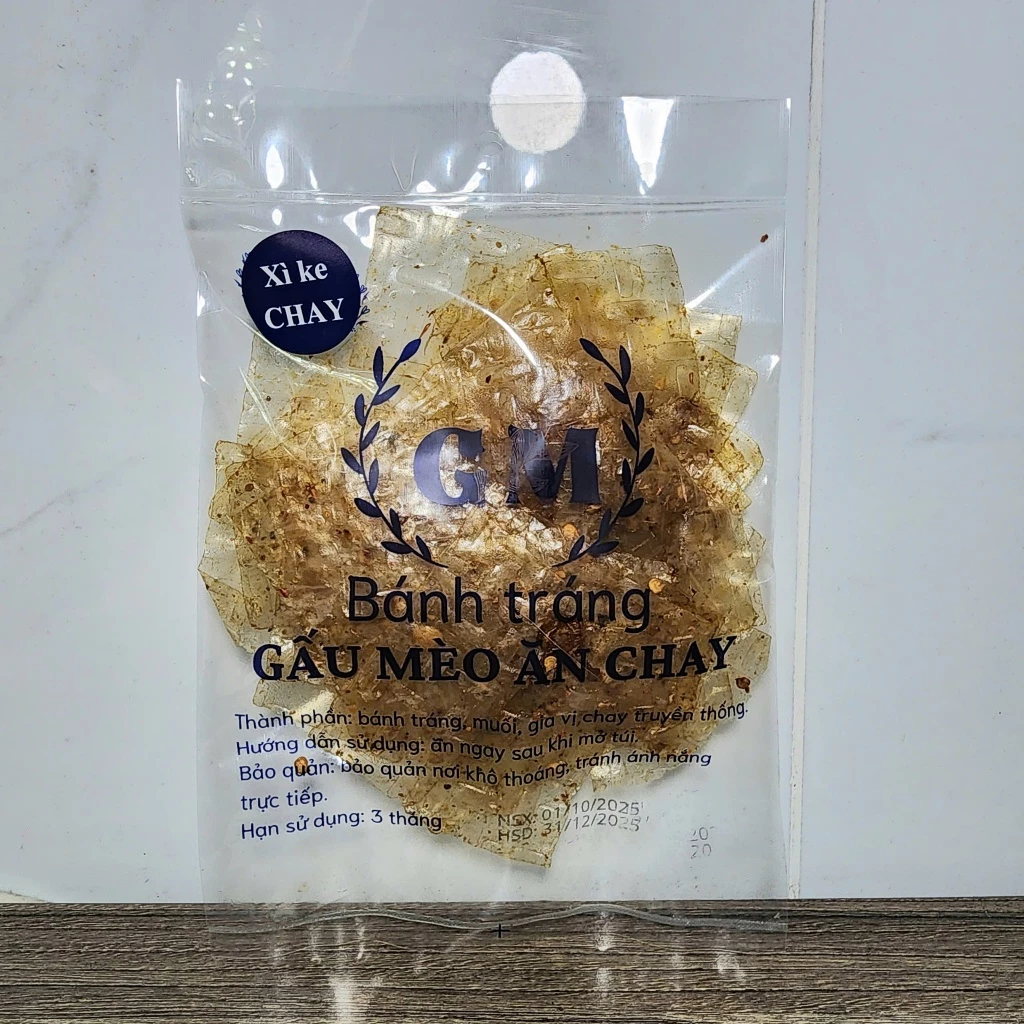 Xì ke
CHAY
GM
Bánh tráng
GẤU MÈO ĂN CHAY
Thành phần: bánh tráng, muối, gia vị chay truyền thống.
Hướng dẫn sử dụng: ăn ngay sau khi mở túi.
Bảo quản: bảo quản nơi khô thoáng, tránh ánh nắng
trực tiếp.
Hạn sử dụng: 3 tháng
NSX: 01/10/2025
HSD: 31/12/2025
20
20